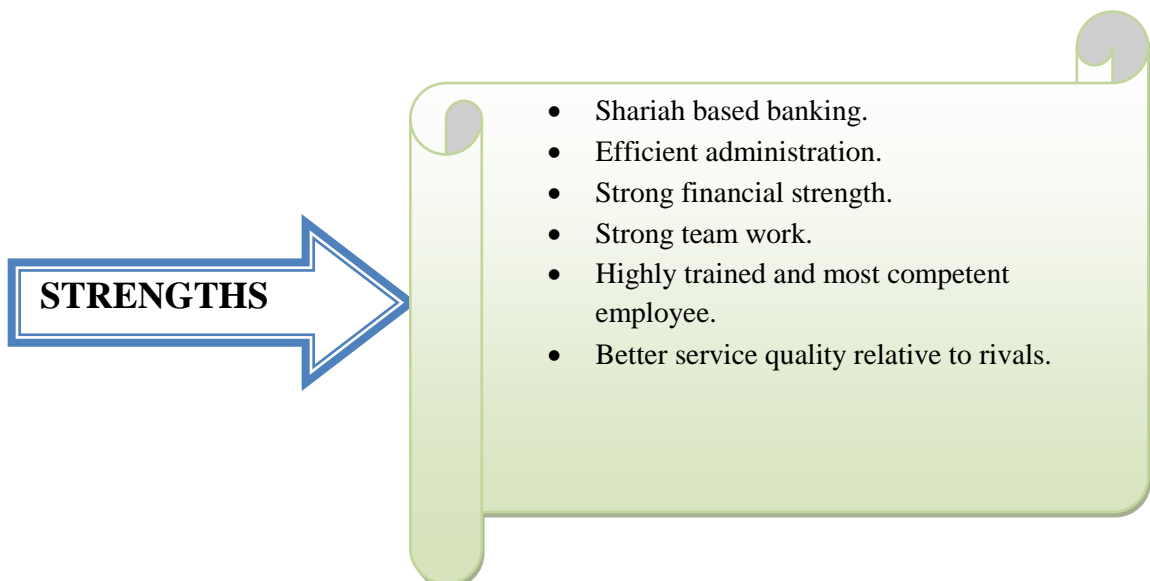 STRENGTHS
• Shariah based banking.
• Efficient administration.
• Strong financial strength.
• Strong team work.
• Highly trained and most competent
employee.
• Better service quality relative to rivals.